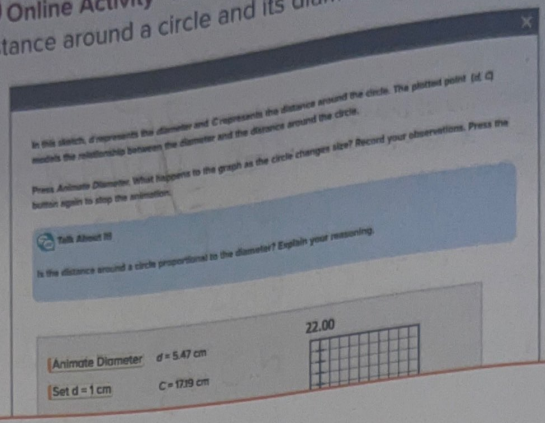 Online Activity
tance around a circle and its
In this sketch, d represents the diameter and C represents the distance around the circle. The plotted point (d, C)
models the relationship between the diameter and the distance around the circle.
Press Animate Diameter. What happens to the graph as the circle changes size? Record your observations. Press the
button again to stop the animation.
Talk About It!
Is the distance around a circle proportional to the diameter? Explain your reasoning.
22.00
Animate Diameter d = 5.47 cm
Set d = 1 cm C = 17.19 cm